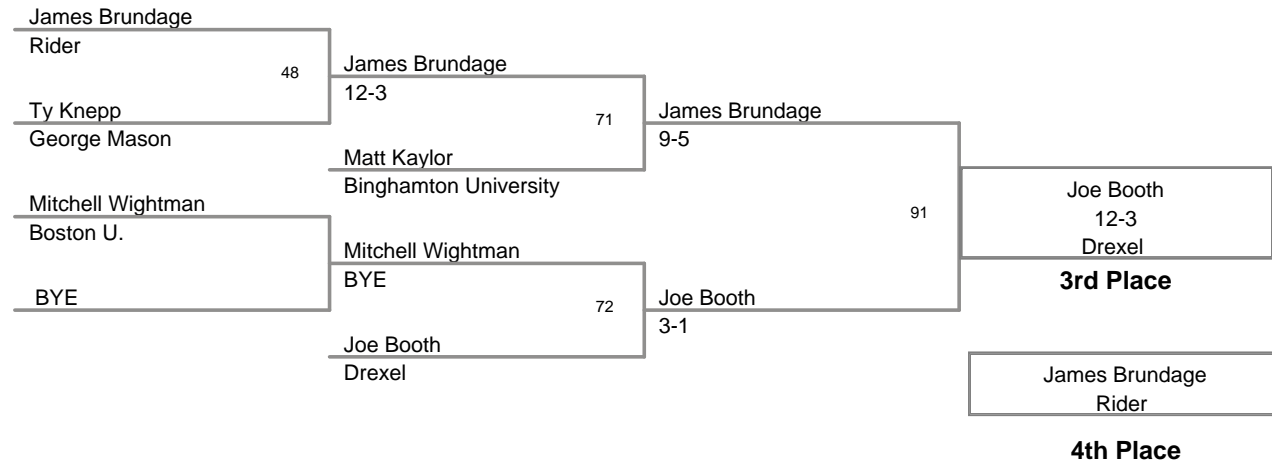 James Brundage
Rider
48
James Brundage
12-3
Ty Knepp
George Mason
71
James Brundage
9-5
Matt Kaylor
Binghamton University
Mitchell Wightman
Boston U.
91
Joe Booth
12-3
Drexel
3rd Place
Mitchell Wightman
BYE
BYE
72
Joe Booth
3-1
Joe Booth
Drexel
James Brundage
Rider
4th Place